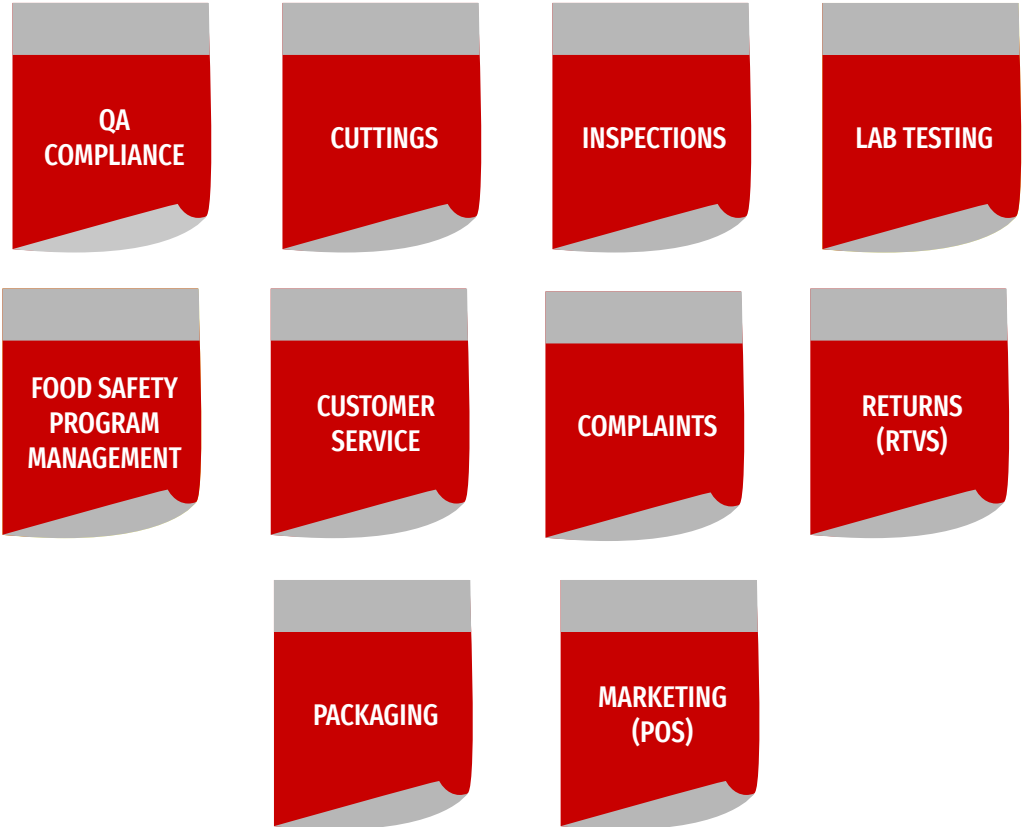 QA
COMPLIANCE
CUTTINGS
INSPECTIONS
LAB TESTING
FOOD SAFETY
PROGRAM
MANAGEMENT
CUSTOMER
SERVICE
COMPLAINTS
RETURNS
(RTVS)
PACKAGING
MARKETING
(POS)